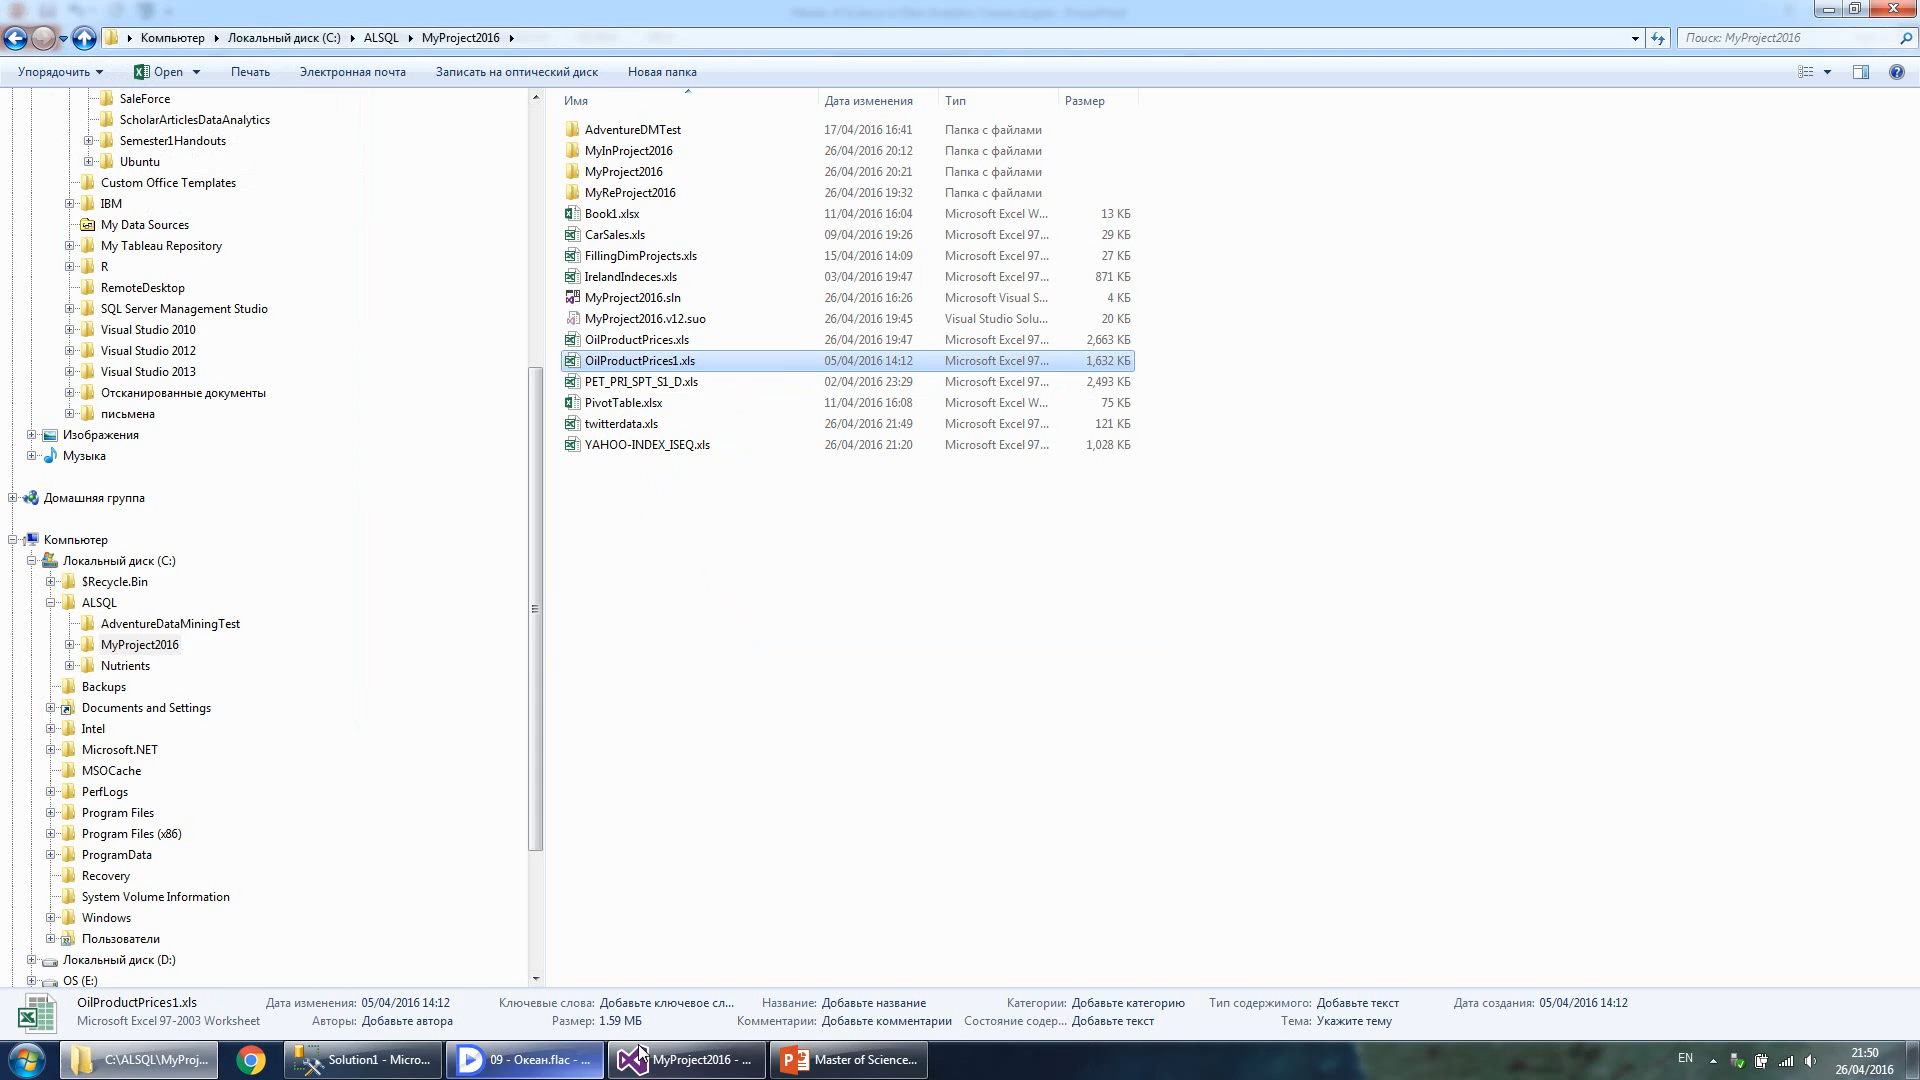 Компьютер Локальный диск (C:) ALSQL MyProject2016
Поиск: MyProject2016
Упорядочить Open Печать Электронная почта Записать на оптический диск Новая папка
SaleForce
ScholarArticlesDataAnalytics
Semester1Handouts
Ubuntu
Custom Office Templates
IBM
My Data Sources
My Tableau Repository
R
RemoteDesktop
SQL Server Management Studio
Visual Studio 2010
Visual Studio 2012
Visual Studio 2013
Отсканированные документы
письмена
Изображения
Музыка
Домашняя группа
Компьютер
Локальный диск (C:)
$Recycle.Bin
ALSQL
AdventureDataMiningTest
MyProject2016
Nutrients
Backups
Documents and Settings
Intel
Microsoft.NET
MSOCache
PerfLogs
Program Files
Program Files (x86)
ProgramData
Recovery
System Volume Information
Windows
Пользователи
Локальный диск (D:)
OS (E:)
Имя Дата изменения Тип Размер
AdventureDMTest 17/04/2016 16:41 Папка с файлами
MyInProject2016 26/04/2016 20:12 Папка с файлами
MyProject2016 26/04/2016 20:21 Папка с файлами
MyReProject2016 26/04/2016 19:32 Папка с файлами
Book1.xlsx 11/04/2016 16:04 Microsoft Excel W... 13 КБ
CarSales.xls 09/04/2016 19:26 Microsoft Excel 97... 29 КБ
FillingDimProjects.xls 15/04/2016 14:09 Microsoft Excel 97... 27 КБ
IrelandIndeces.xls 03/04/2016 19:47 Microsoft Excel 97... 871 КБ
MyProject2016.sln 26/04/2016 16:26 Microsoft Visual S... 4 КБ
MyProject2016.v12.suo 26/04/2016 19:45 Visual Studio Solu... 20 КБ
OilProductPrices.xls 26/04/2016 19:47 Microsoft Excel 97... 2,663 КБ
OilProductPrices1.xls 05/04/2016 14:12 Microsoft Excel 97... 1,632 КБ
PET_PRI_SPT_S1_D.xls 02/04/2016 23:29 Microsoft Excel 97... 2,493 КБ
PivotTable.xlsx 11/04/2016 16:08 Microsoft Excel W... 75 КБ
twitterdata.xls 26/04/2016 21:49 Microsoft Excel 97... 121 КБ
YAHOO-INDEX_ISEQ.xls 26/04/2016 21:20 Microsoft Excel 97... 1,028 КБ
OilProductPrices1.xls Дата изменения: 05/04/2016 14:12 Ключевые слова: Добавьте ключевое сл... Название: Добавьте название Категории: Добавьте категорию Тип содержимого: Добавьте текст Дата создания: 05/04/2016 14:12
Microsoft Excel 97-2003 Worksheet Авторы: Добавьте автора Размер: 1.59 МБ Комментарии: Добавьте комментарии Состояние содер... Добавьте текст Тема: Укажите тему
C:\ALSQL\MyProj... Solution1 - Micro... 09 - Океан.flac - ... MyProject2016 - ... Master of Science... EN 21:50
26/04/2016